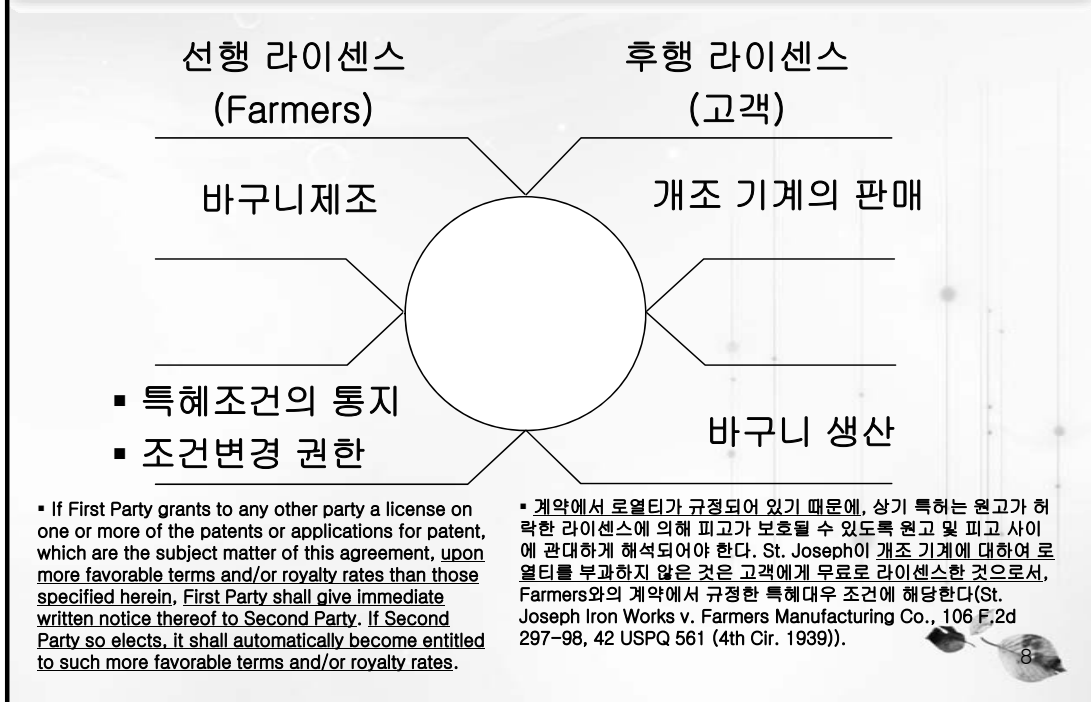 선행 라이센스
(Farmers)
후행 라이센스
(고객)
바구니제조
개조 기계의 판매
▪ 특혜조건의 통지
▪ 조건변경 권한
바구니 생산
▪ If First Party grants to any other party a license on
one or more of the patents or applications for patent,
which are the subject matter of this agreement, upon
more favorable terms and/or royalty rates than those
specified herein, First Party shall give immediate
written notice thereof to Second Party. If Second
Party so elects, it shall automatically become entitled
to such more favorable terms and/or royalty rates.
▪ 계약에서 로열티가 규정되어 있기 때문에, 상기 특허는 원고가 허
락한 라이센스에 의해 피고가 보호될 수 있도록 원고 및 피고 사이
에 관대하게 해석되어야 한다. St. Joseph이 개조 기계에 대하여 로
열티를 부과하지 않은 것은 고객에게 무료로 라이센스한 것으로서,
Farmers와의 계약에서 규정한 특혜대우 조건에 해당한다(St.
Joseph Iron Works v. Farmers Manufacturing Co., 106 F.2d
297-98, 42 USPQ 561 (4th Cir. 1939)).
8